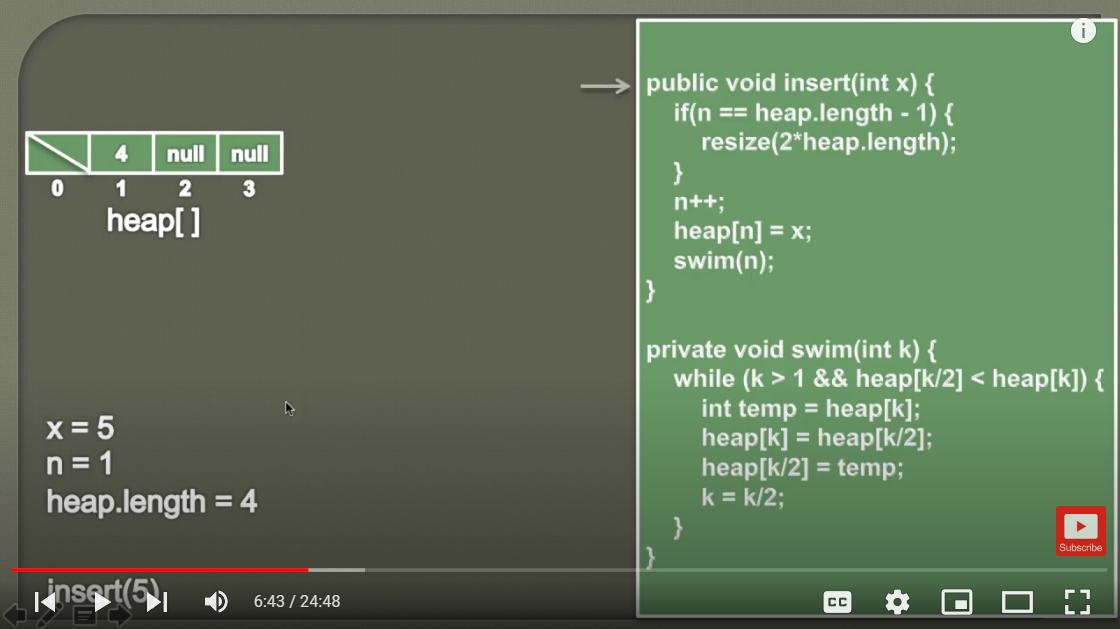 public void insert(int x) {
if(n == heap.length - 1) {
resize(2*heap.length);
}
n++;
heap[n] = x;
swim(n);
}
private void swim(int k) {
while (k > 1 && heap[k/2] < heap[k]) {
int temp = heap[k];
heap[k] = heap[k/2];
heap[k/2] = temp;
k = k/2;
}
}
4 null null
0 1 2 3
heap[ ]
x = 5
n = 1
heap.length = 4
insert(5)
Subscribe
6:43 / 24:48
CC
i